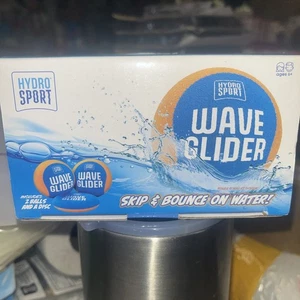 HYDRO
SPORT
HYDRO
SPORT
WAVE
GLIDER
WAVE
GLIDER
WAVE
GLIDER
INCLUDES
2 BALLS
AND A DISC
SKIP & BOUNCE ON WATER!